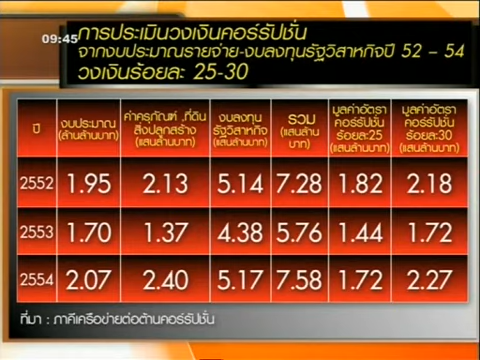 การประเมินวงเงินคอร์รัปชั่น
09:45
จากงบประมาณรายจ่าย-งบลงทุนรัฐวิสาหกิจปี 52 – 54
วงเงินร้อยละ 25-30
ปี งบประมาณ (ล้านล้านบาท) ค่าครุภัณฑ์ ,ที่ดิน สิ่งปลูกสร้าง (แสนล้านบาท) งบลงทุน รัฐวิสาหกิจ (แสนล้านบาท) รวม (แสนล้าน บาท) มูลค่าอัตรา คอร์รัปชั่น ร้อยละ25 (แสนล้านบาท) มูลค่าอัตรา คอร์รัปชั่น ร้อยละ30 (แสนล้านบาท)
2552 1.95 2.13 5.14 7.28 1.82 2.18
2553 1.70 1.37 4.38 5.76 1.44 1.72
2554 2.07 2.40 5.17 7.58 1.72 2.27
ที่มา : ภาคีเครือข่ายต่อต้านคอร์รัปชั่น